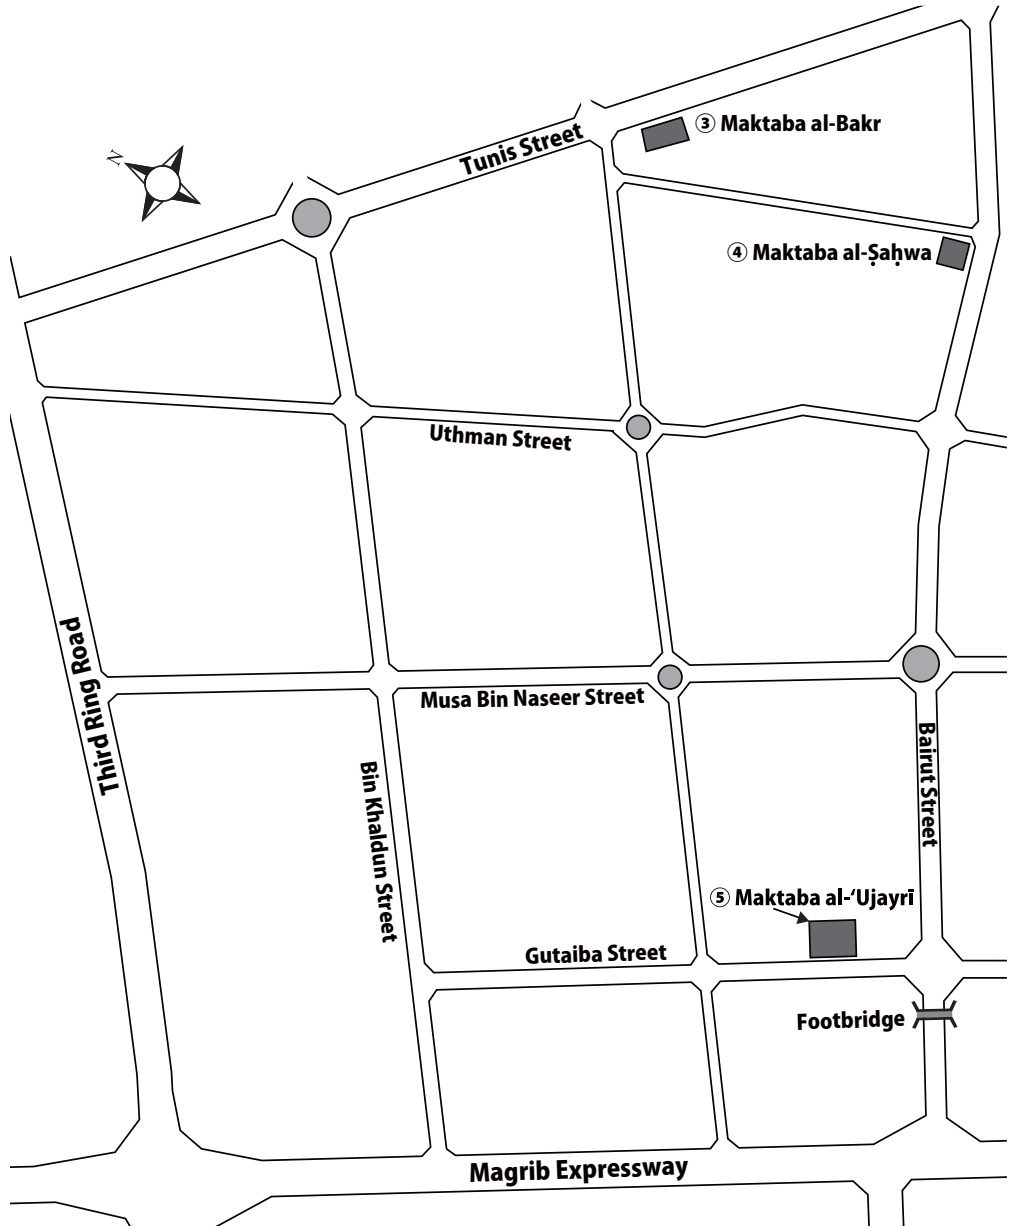 ③ Maktaba al-Bakr
Tunis Street
N
④ Maktaba al-Ṣaḥwa
Uthman Street
Third Ring Road
Musa Bin Naseer Street
Bairut Street
Bin Khaldun Street
⑤ Maktaba al-‘Ujayrī
Gutaiba Street
Footbridge
Magrib Expressway